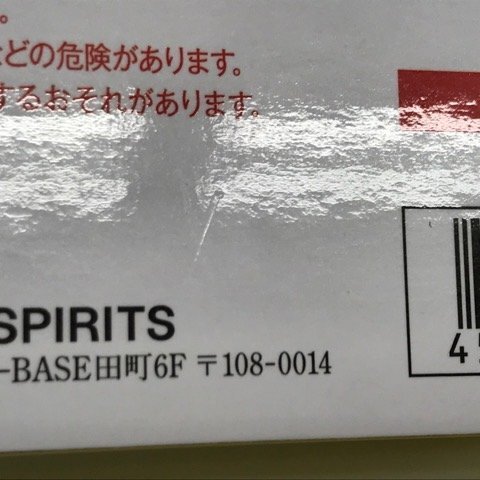 。
などの危険があります。
するおそれがあります。
SPIRITS
-BASE田町6F 〒108-0014
4